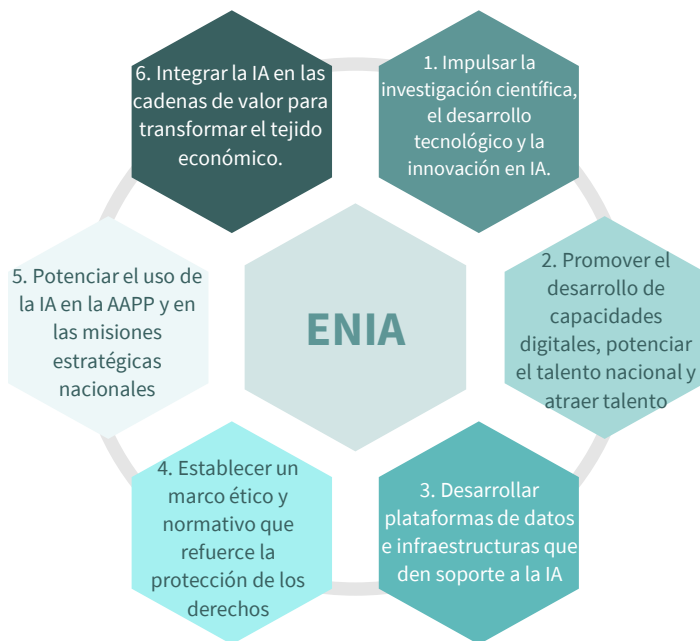 6. Integrar la IA en las
cadenas de valor para
transformar el tejido
económico.
1. Impulsar la
investigación científica,
el desarrollo
tecnológico y la
innovación en IA.
5. Potenciar el uso de
la IA en la AAPP y en
las misiones
estratégicas
nacionales
ENIA
2. Promover el
desarrollo de
capacidades
digitales, potenciar
el talento nacional y
atraer talento
4. Establecer un
marco ético y
normativo que
refuerce la
protección de los
derechos
3. Desarrollar
plataformas de datos
e infraestructuras que
den soporte a la IA